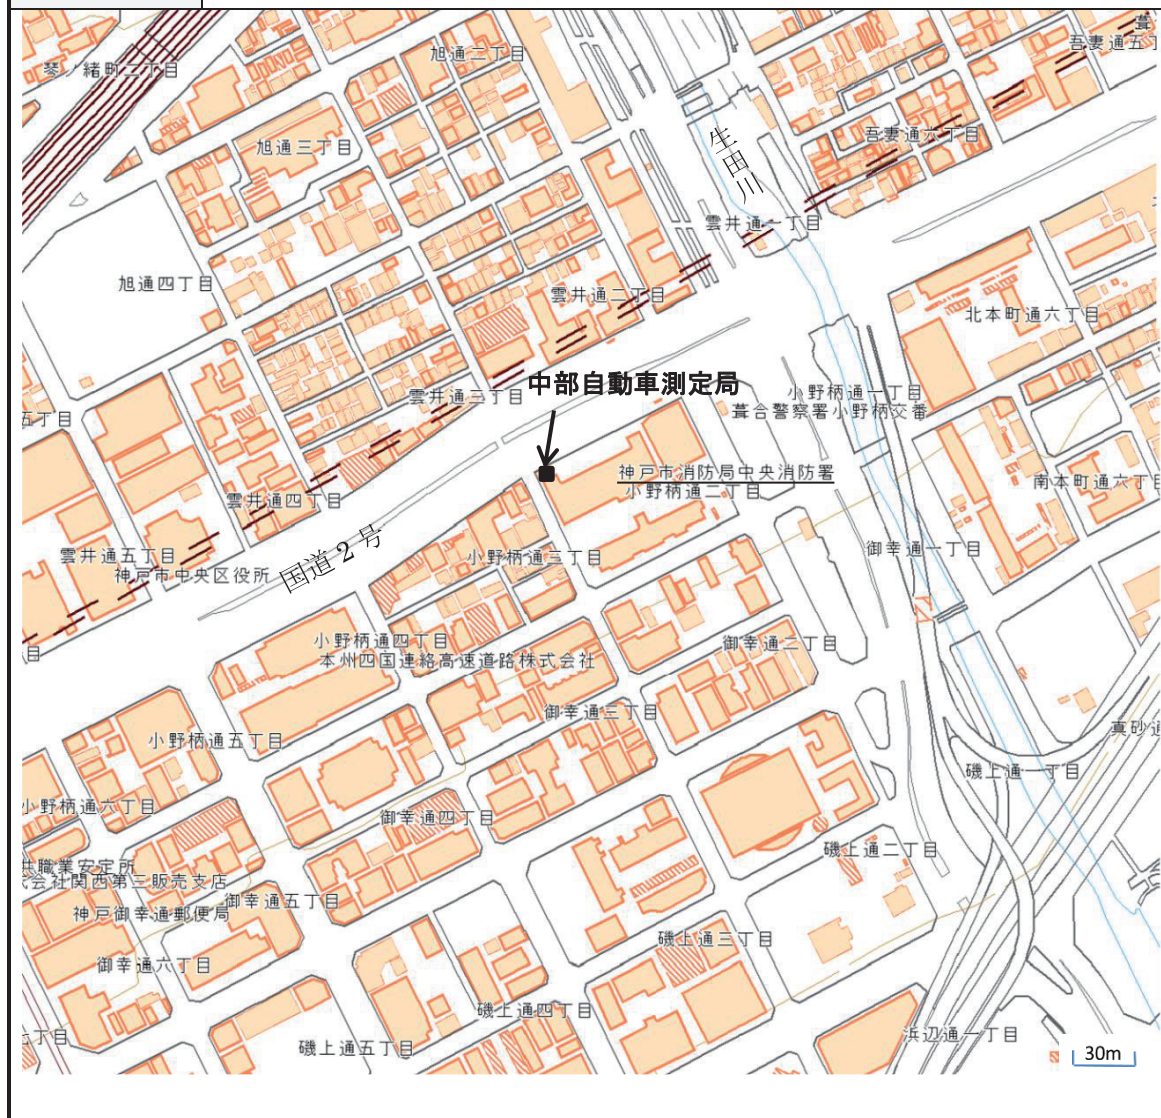 葺
吾妻通五丁
旭通二丁目
琴ノ緒町二丁目
生田川
吾妻通六丁目
旭通三丁目
雲井通一丁目
旭通四丁目
雲井通二丁目
北本町通六丁目
中部自動車測定局
小野柄通一丁目
雲井通三丁目
葺合警察署小野柄交番
五丁目
神戸市消防局中央消防署
南本町通六丁目
小野柄通二丁目
雲井通四丁目
国道2号
御幸通一丁目
雲井通五丁目
小野柄通三丁目
神戸市中央区役所
小野柄通四丁目
御幸通二丁目
目
本州四国連絡高速道路株式会社
御幸通三丁目
真砂通
小野柄通五丁目
磯上通一丁目
小野柄通六丁目
御幸通四丁目
磯上通二丁目
共職業安定所
式会社関西第三販売支店
御幸通五丁目
神戸御幸通郵便局
磯上通三丁目
御幸通六丁目
磯上通四丁目
七丁目
磯上通五丁目
浜辺通一丁目
30m